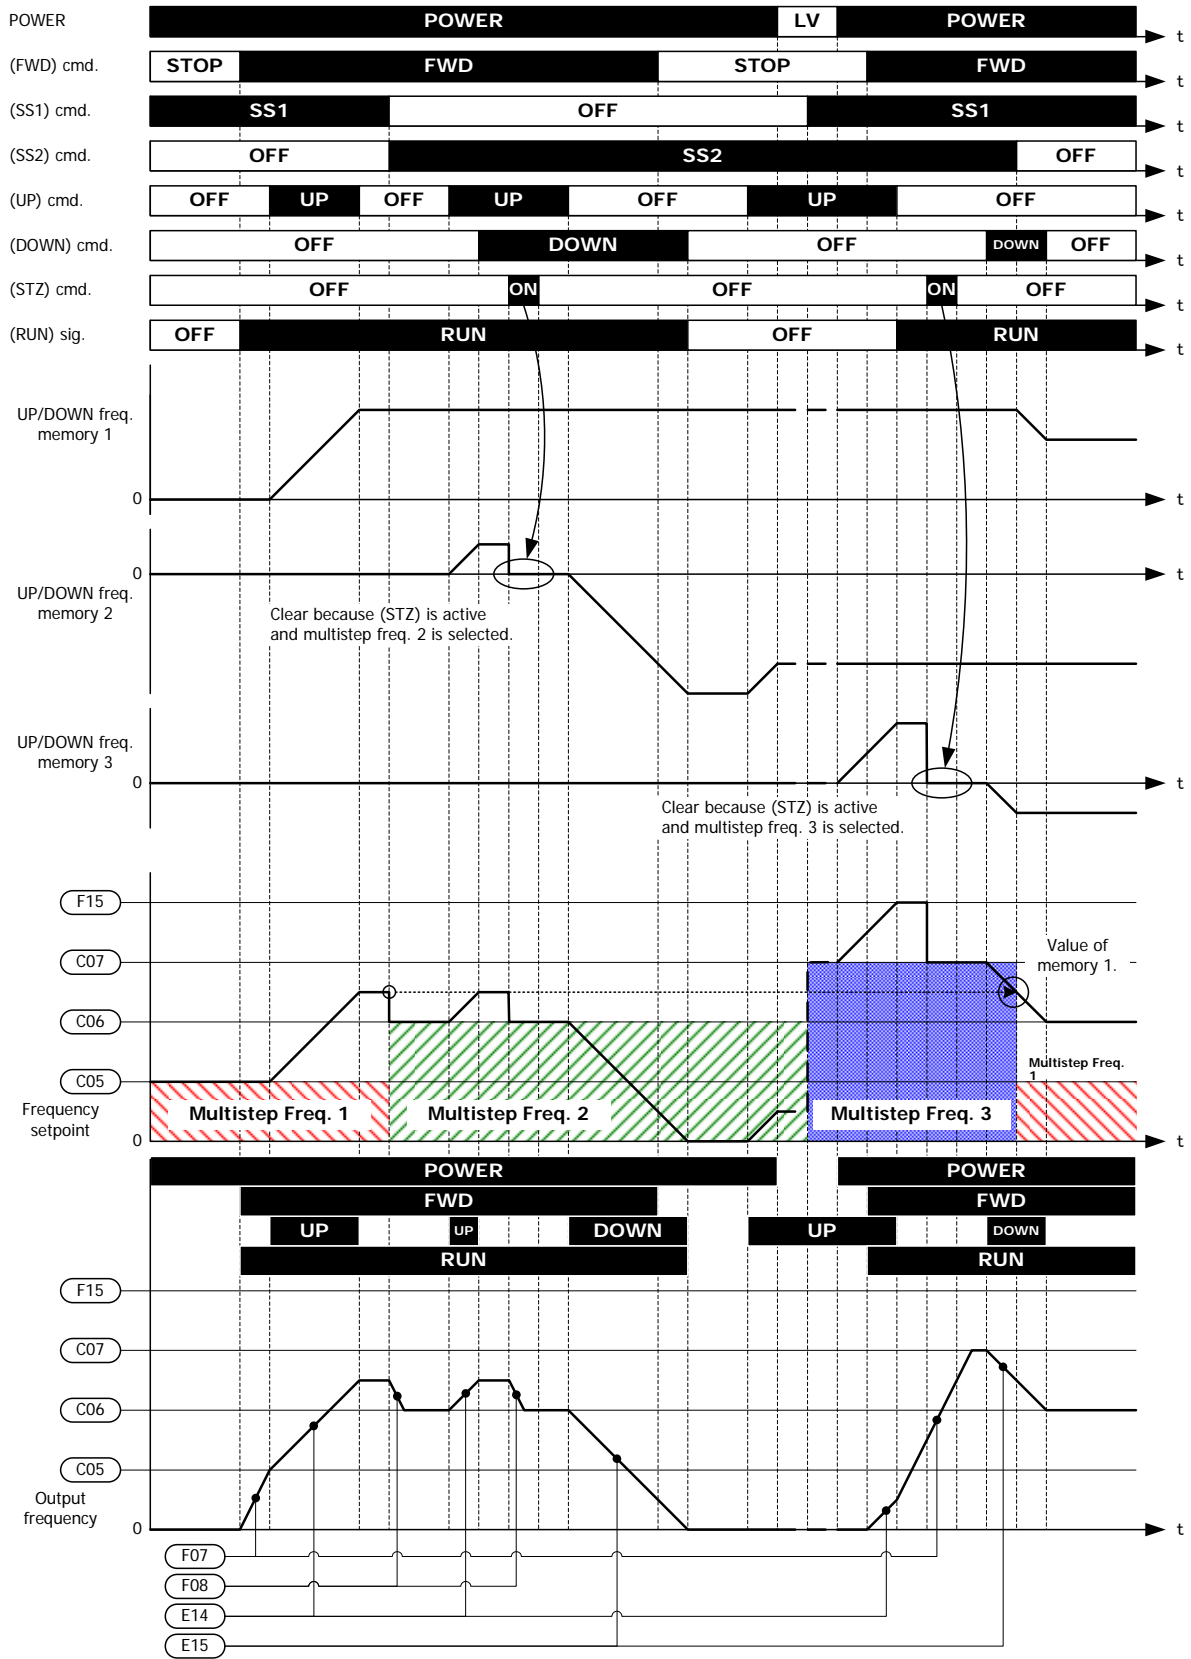 POWER POWER LV POWER t
(FWD) cmd. STOP FWD STOP FWD t
(SS1) cmd. SS1 OFF SS1 t
(SS2) cmd. OFF SS2 OFF t
(UP) cmd. OFF UP OFF UP OFF UP OFF t
(DOWN) cmd. OFF DOWN OFF DOWN OFF t
(STZ) cmd. OFF ON OFF ON OFF t
(RUN) sig. OFF RUN OFF RUN t
UP/DOWN freq.
memory 1
0 t
0 t
UP/DOWN freq.
memory 2
Clear because (STZ) is active
and multistep freq. 2 is selected.
UP/DOWN freq.
memory 3
0 t
Clear because (STZ) is active
and multistep freq. 3 is selected.
F15
Value of
memory 1.
C07
C06
Multistep Freq.
1
C05
Frequency
setpoint
Multistep Freq. 1 Multistep Freq. 2 Multistep Freq. 3
0 t
POWER POWER
FWD FWD
UP UP DOWN UP DOWN
RUN RUN
F15
C07
C06
C05
Output
frequency
0 t
F07
F08
E14
E15